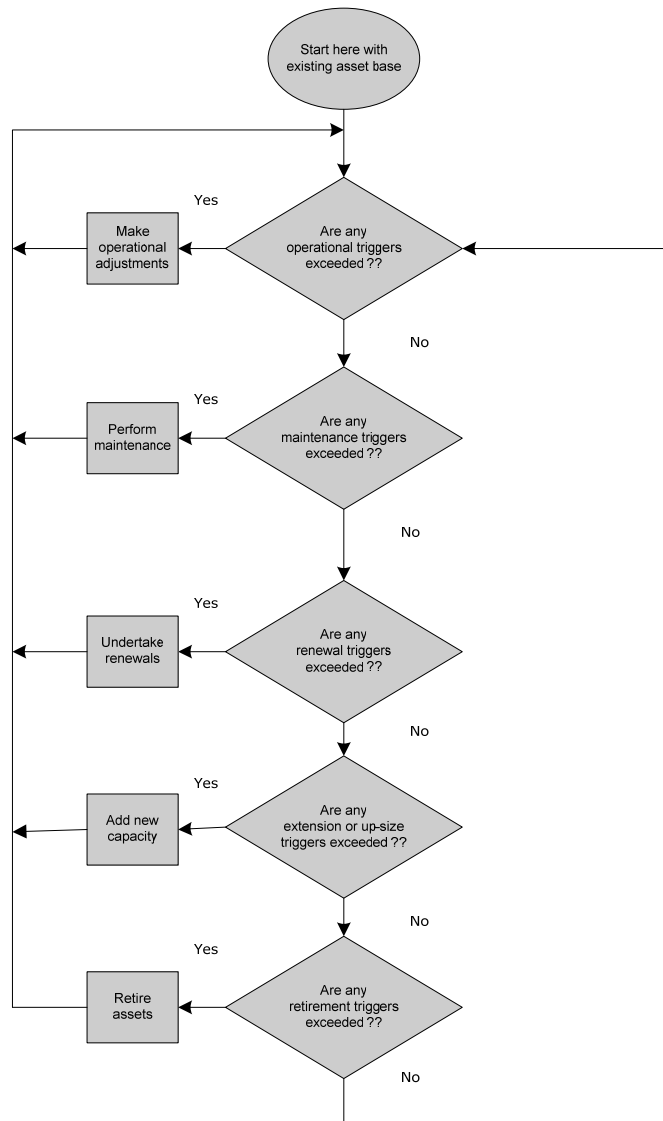 Start here with
existing asset base
Yes
Are any
operational triggers
exceeded ??
Make
operational
adjustments
No
Yes
Are any
maintenance triggers
exceeded ??
Perform
maintenance
No
Yes
Are any
renewal triggers
exceeded ??
Undertake
renewals
No
Yes
Are any
extension or up-size
triggers exceeded ??
Add new
capacity
No
Yes
Are any
retirement triggers
exceeded ??
Retire
assets
No